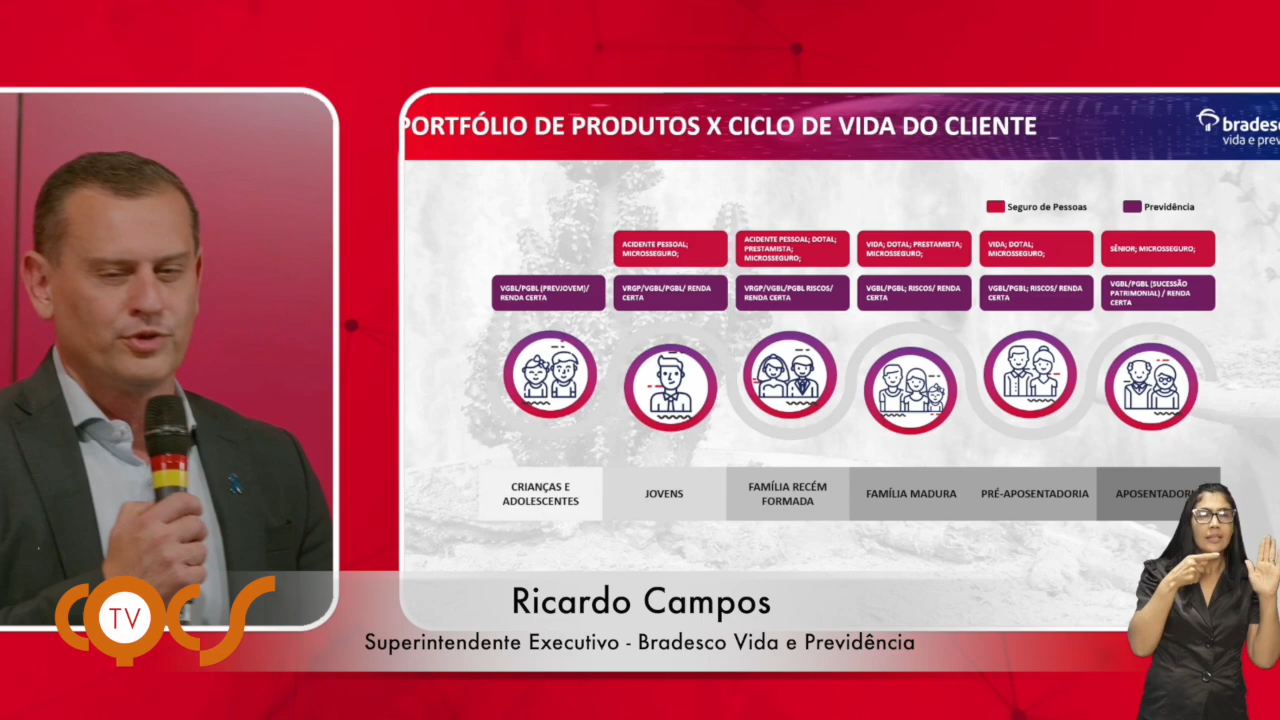 PORTFÓLIO DE PRODUTOS X CICLO DE VIDA DO CLIENTE
bradesc
vida e prev
Seguro de Pessoas
Previdência
ACIDENTE PESSOAL;
MICROSSEGURO;
ACIDENTE PESSOAL; DOTAL;
PRESTAMISTA;
MICROSSEGURO;
VIDA; DOTAL; PRESTAMISTA;
MICROSSEGURO;
VIDA; DOTAL;
MICROSSEGURO;
SÊNIOR; MICROSSEGURO;
VGBL/PGBL (PREVJOVEM)/
RENDA CERTA
VRGP/VGBL/PGBL/ RENDA
CERTA
VRGP/VGBL/PGBL RISCOS/
RENDA CERTA
VGBL/PGBL; RISCOS/ RENDA
CERTA
VGBL/PGBL; RISCOS/ RENDA
CERTA
VGBL/PGBL (SUCESSÃO
PATRIMONIAL) / RENDA
CERTA
CRIANÇAS E
ADOLESCENTES
JOVENS
FAMÍLIA RECÉM
FORMADA
FAMÍLIA MADURA
PRÉ-APOSENTADORIA
APOSENTADOR
Ricardo Campos
Superintendente Executivo - Bradesco Vida e Previdência
CQCS
TV